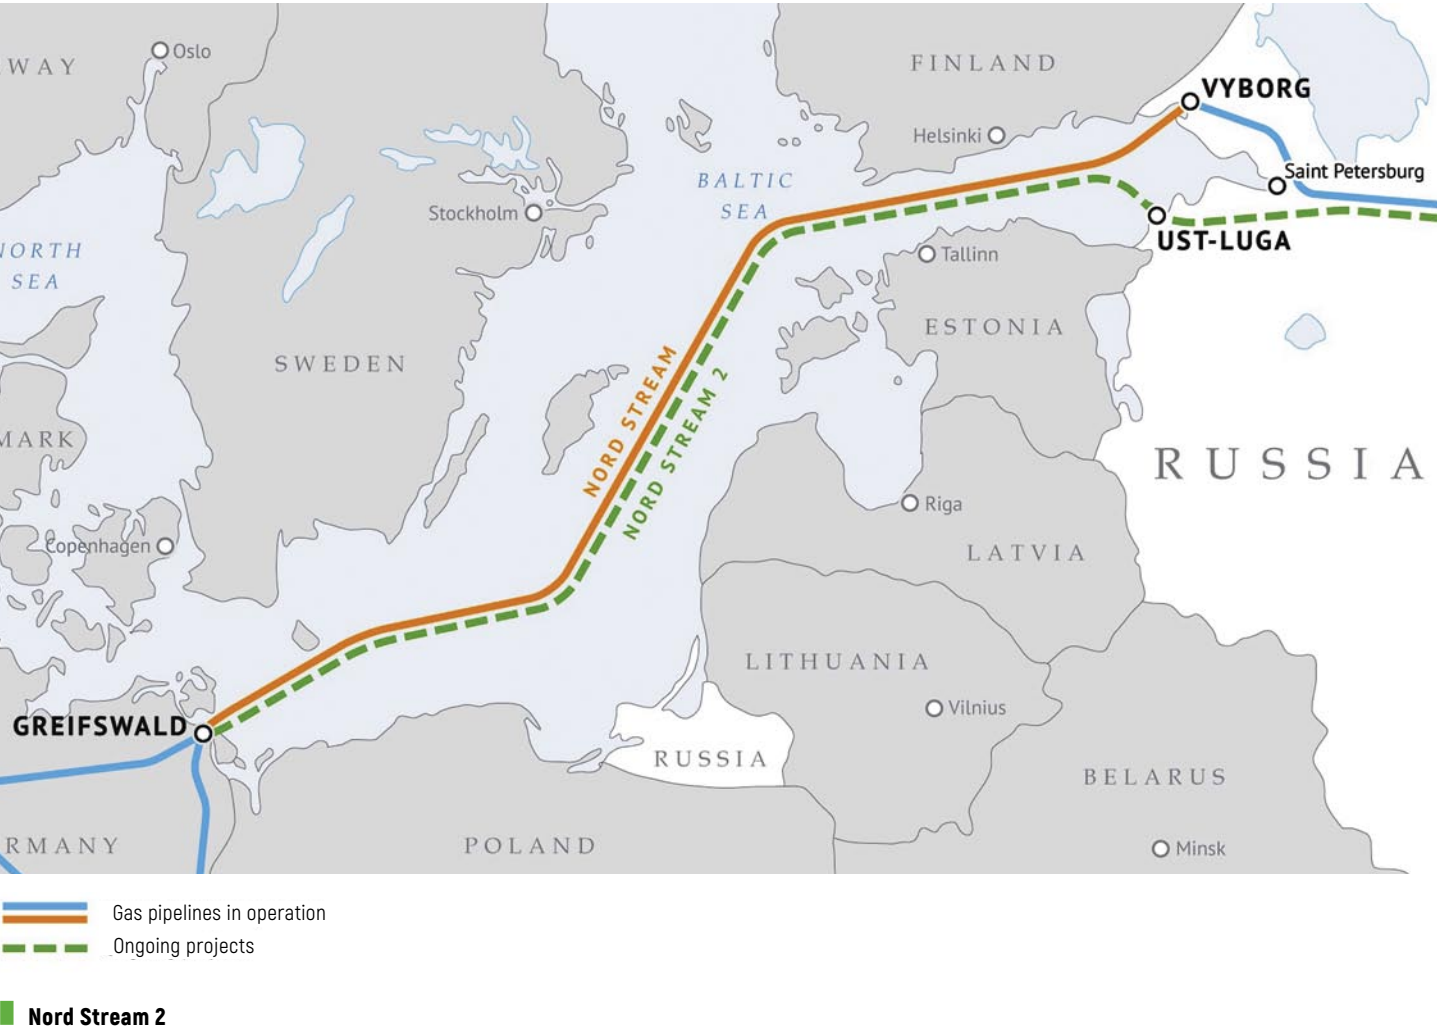 Oslo
WAY
FINLAND
VYBORG
Helsinki
Saint Petersburg
BALTIC
SEA
Stockholm
UST-LUGA
NORTH
SEA
Tallinn
ESTONIA
SWEDEN
NORD STREAM
NORD STREAM 2
MARK
RUSSIA
Riga
Copenhagen
LATVIA
LITHUANIA
Vilnius
GREIFSWALD
RUSSIA
BELARUS
RMANY
POLAND
Minsk
Gas pipelines in operation
Ongoing projects
Nord Stream 2